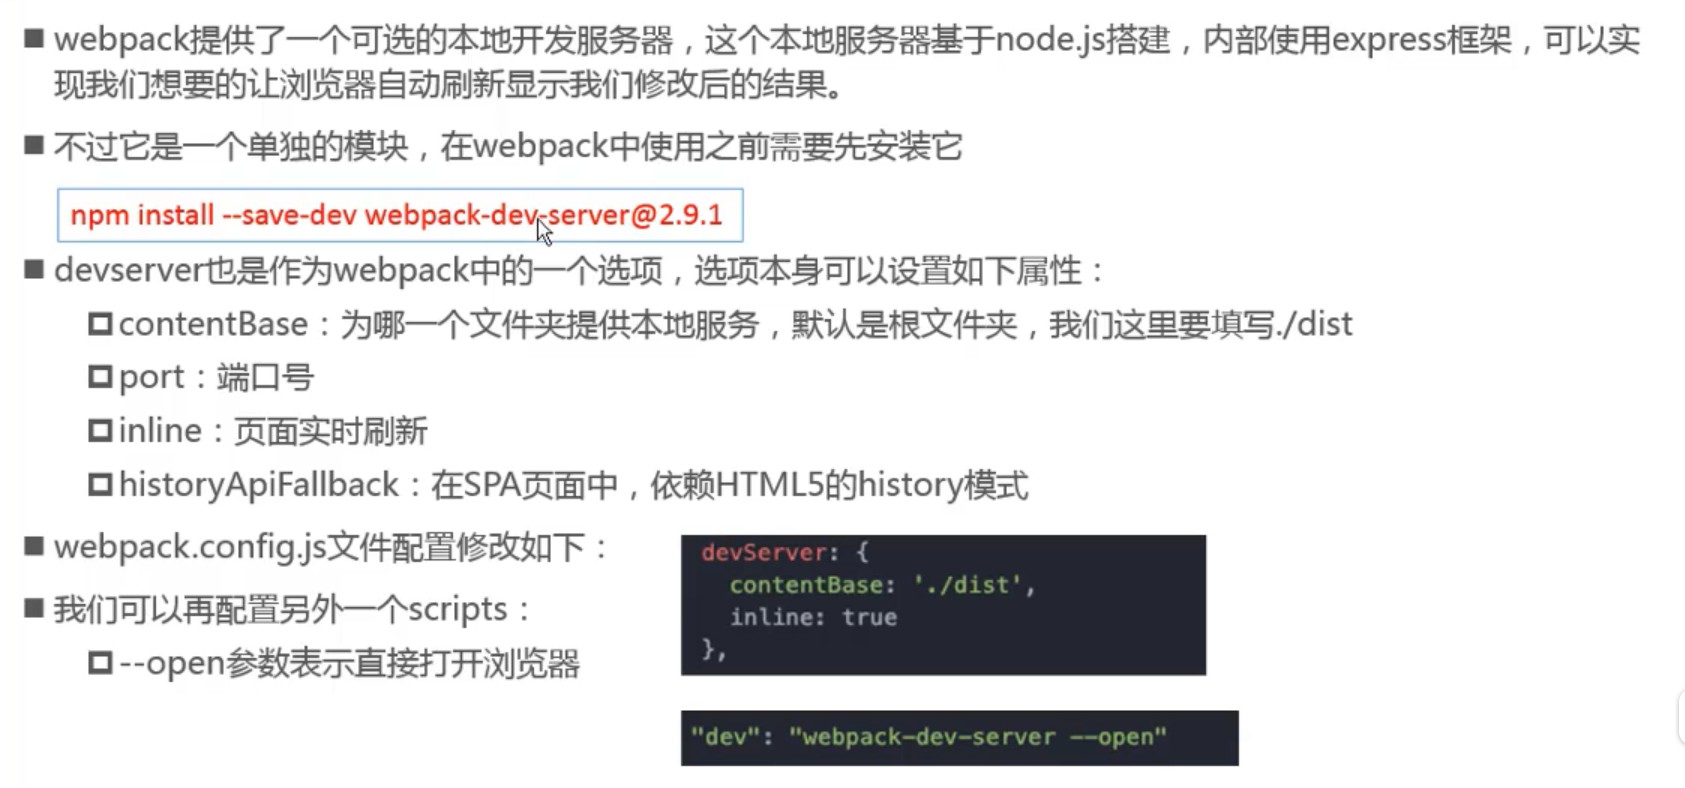 webpack提供了一个可选的本地开发服务器，这个本地服务器基于node.js搭建，内部使用express框架，可以实
现我们想要的让浏览器自动刷新显示我们修改后的结果。
不过它是一个单独的模块，在webpack中使用之前需要先安装它
npm install --save-dev webpack-dev-server@2.9.1
devserver也是作为webpack中的一个选项，选项本身可以设置如下属性：
contentBase：为哪一个文件夹提供本地服务，默认是根文件夹，我们这里要填写./dist
port：端口号
inline：页面实时刷新
historyApiFallback：在SPA页面中，依赖HTML5的history模式
webpack.config.js文件配置修改如下：
devServer: {
contentBase: './dist',
inline: true
},
我们可以再配置另外一个scripts：
--open参数表示直接打开浏览器
"dev": "webpack-dev-server --open"